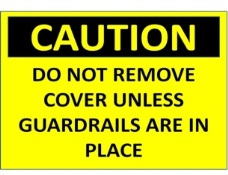 CAUTION
DO NOT REMOVE
COVER UNLESS
GUARDRAILS ARE IN
PLACE